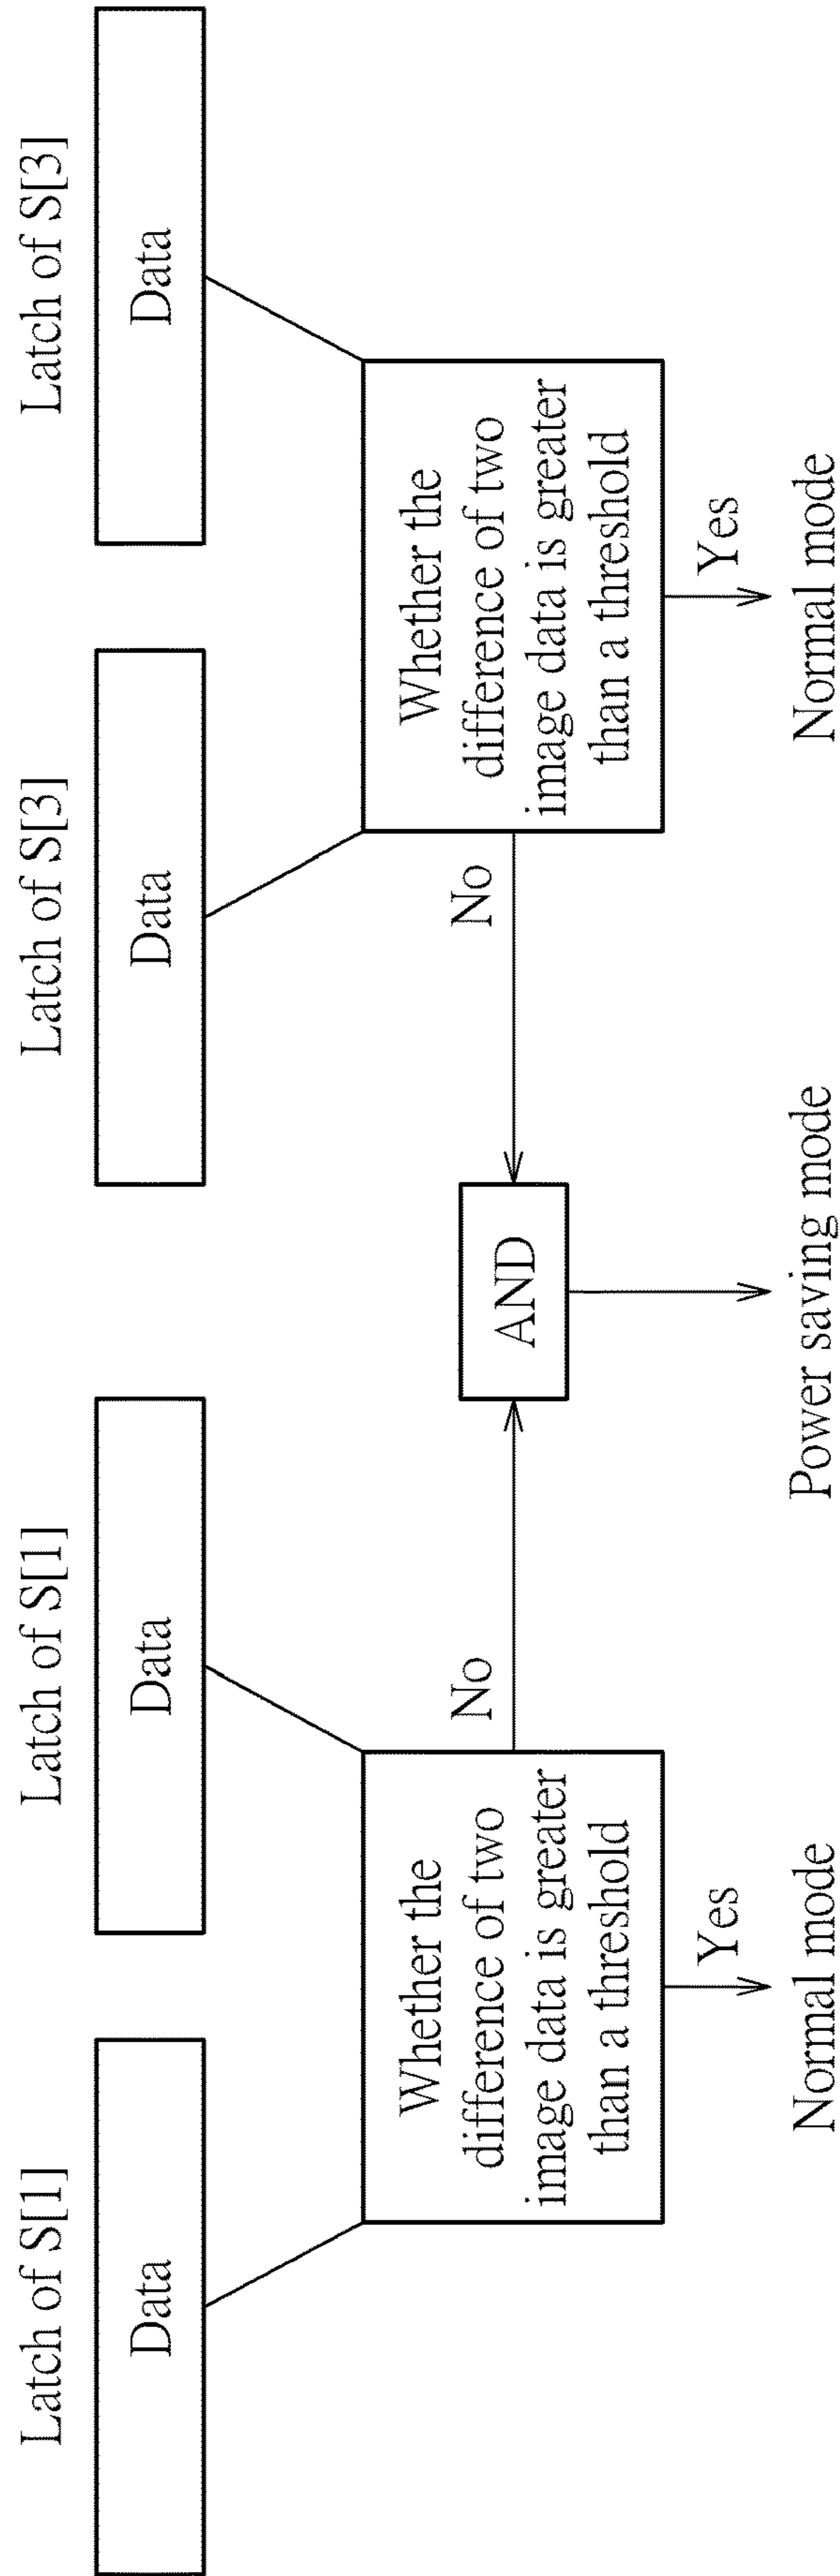 Latch of S[1]
Latch of S[1]
Latch of S[3]
Latch of S[3]
Data
Data
Data
Data
Whether the
difference of two
image data is greater
than a threshold
No
AND
No
Whether the
difference of two
image data is greater
than a threshold
Yes
Yes
Normal mode
Power saving mode
Normal mode